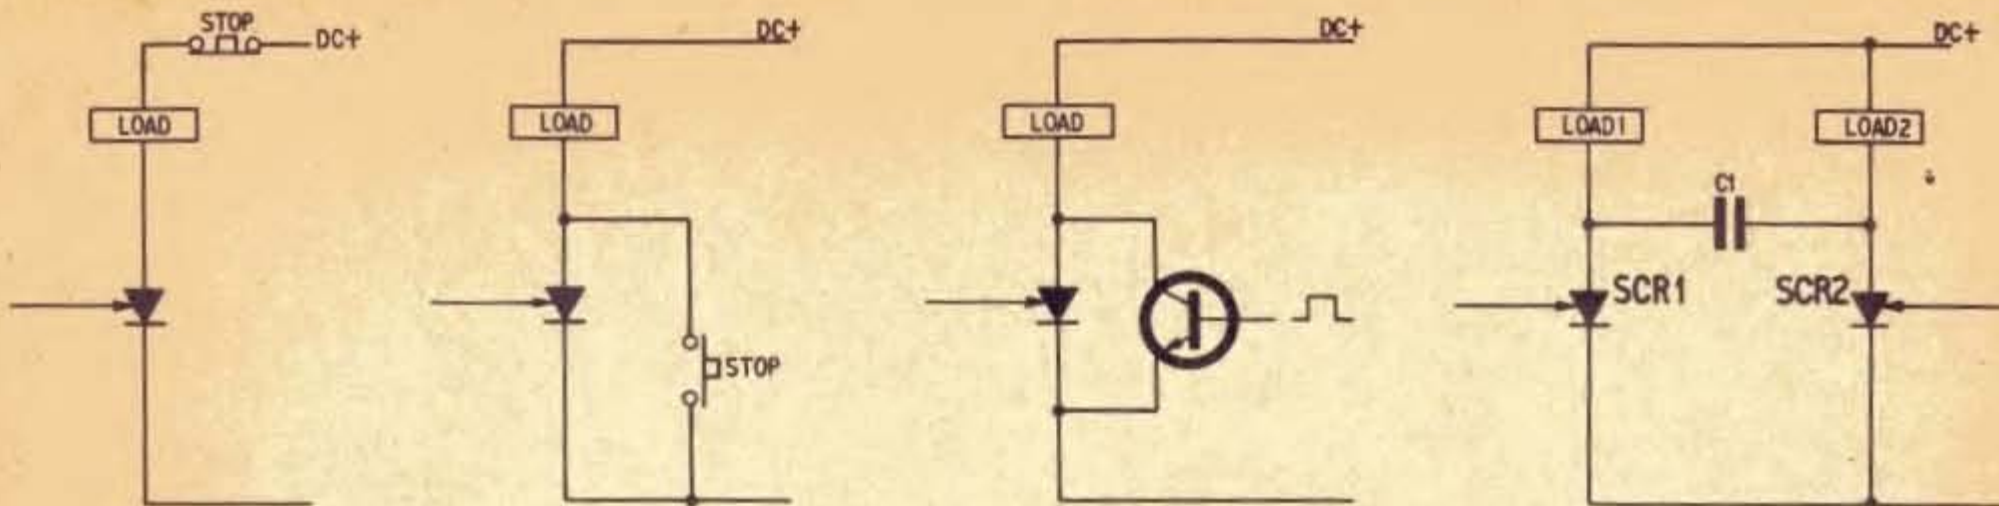 STOP
DC+
LOAD
DC+
LOAD
STOP
DC+
LOAD
DC+
LOAD1
LOAD2
C1
SCR1
SCR2